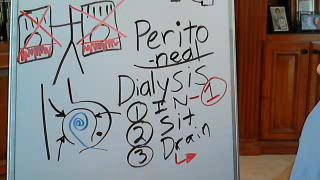 Perito
-neal
Dialysis
① IN-①
② Sit
③ Drain